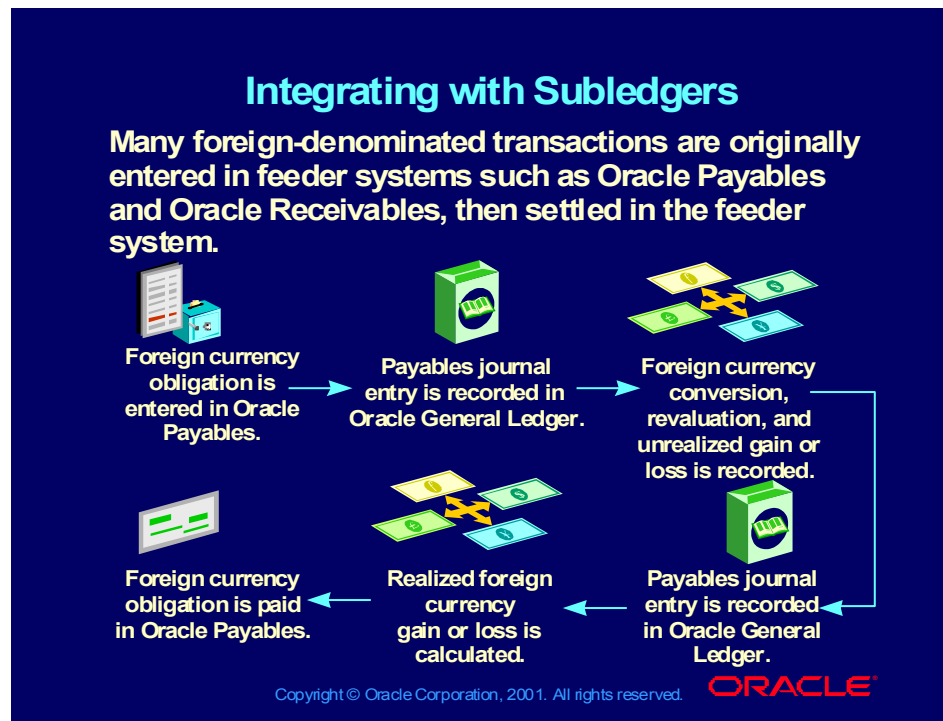 Integrating with Subledgers
Many foreign-denominated transactions are originally
entered in feeder systems such as Oracle Payables
and Oracle Receivables, then settled in the feeder
system.
Foreign currency
obligation is
entered in Oracle
Payables.
Payables journal
entry is recorded in
Oracle General Ledger.
Foreign currency
conversion,
revaluation, and
unrealized gain or
loss is recorded.
Payables journal
entry is recorded
in Oracle General
Ledger.
Realized foreign
currency
gain or loss is
calculated.
Foreign currency
obligation is paid
in Oracle Payables.
Copyright © Oracle Corporation, 2001. All rights reserved.
ORACLE